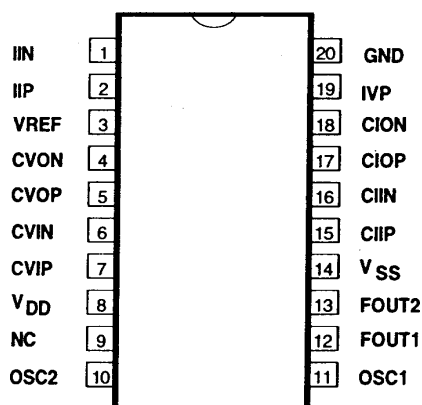 IIN 1 20 GND
IIP 2 19 IVP
VREF 3 18 CION
CVON 4 17 CIOP
CVOP 5 16 CIIN
CVIN 6 15 CIIP
CVIP 7 14 VSS
VDD 8 13 FOUT2
NC 9 12 FOUT1
OSC2 10 11 OSC1